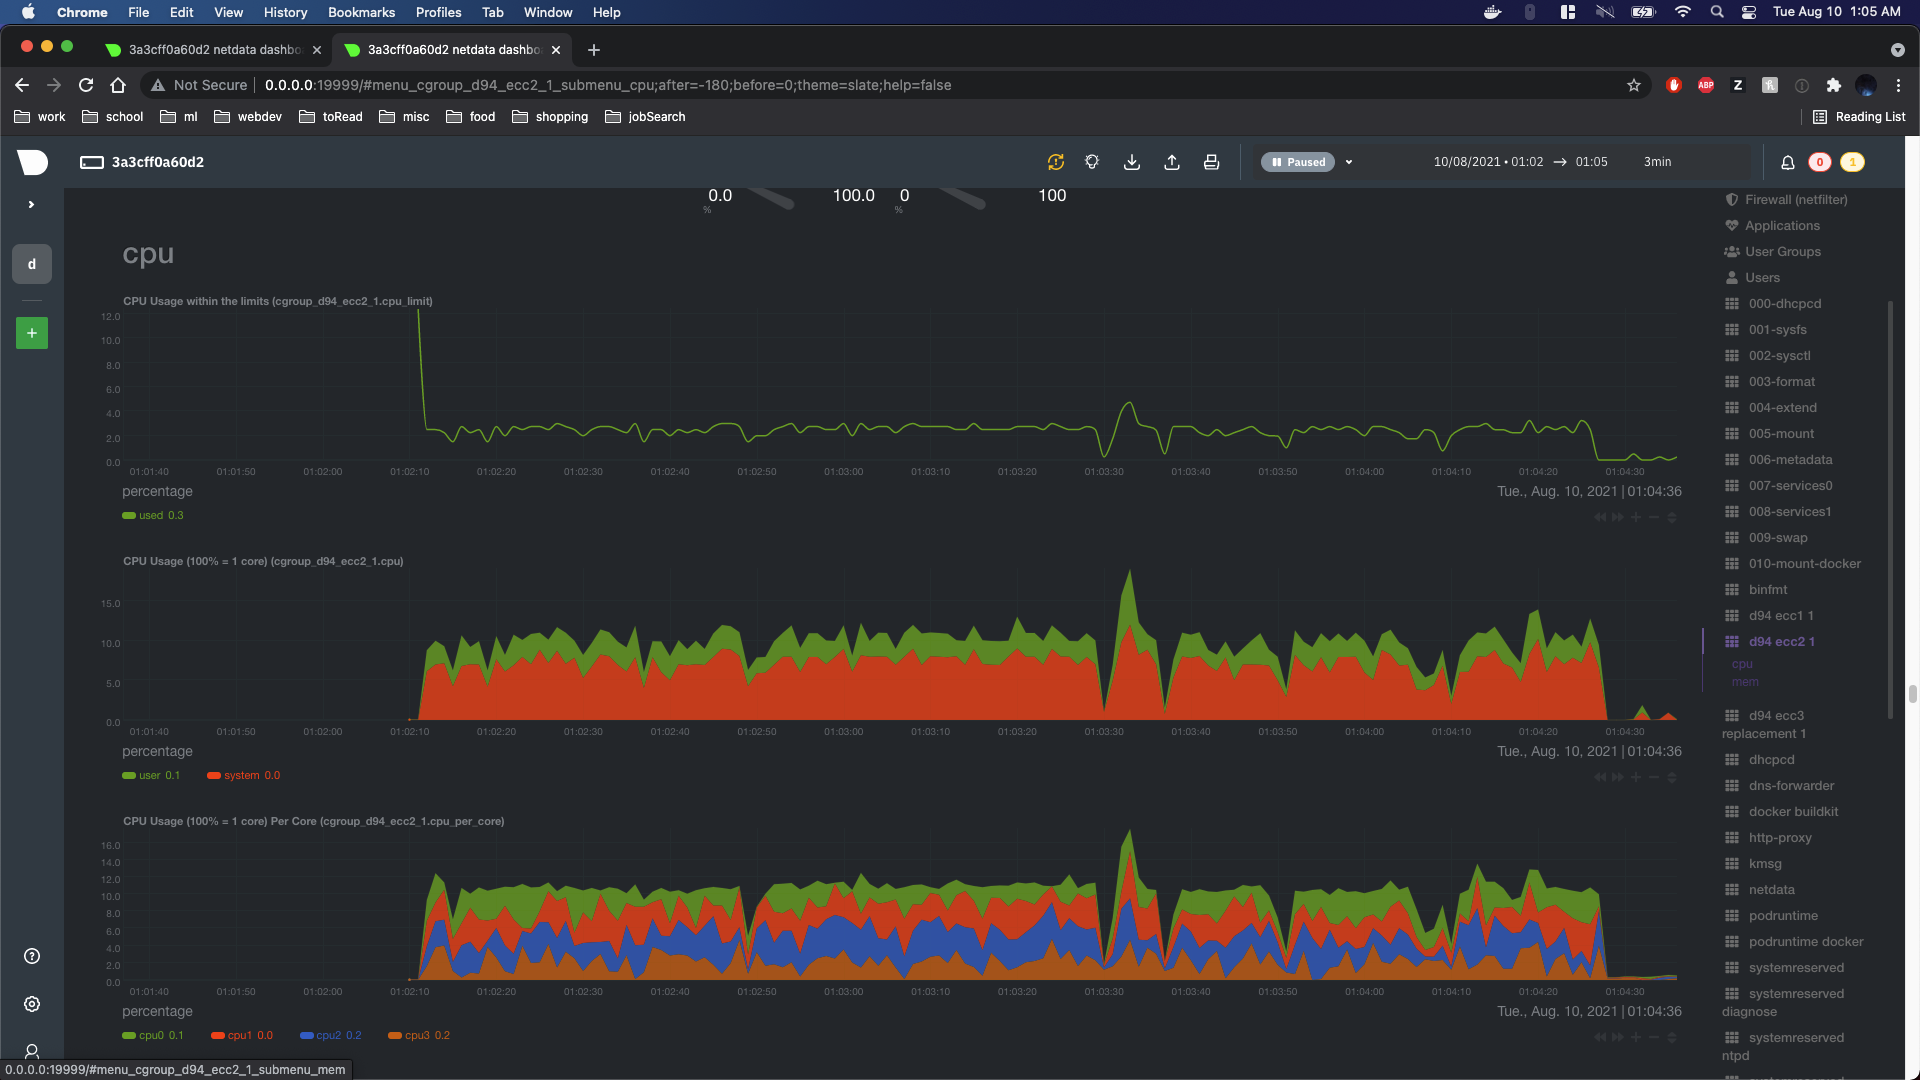 Chrome File Edit View History Bookmarks Profiles Tab Window Help Tue Aug 10 1:05 AM
3a3cff0a60d2 netdata dashbo 3a3cff0a60d2 netdata dashbo
Not Secure 0.0.0.0:19999/#menu_cgroup_d94_ecc2_1_submenu_cpu;after=-180;before=0;theme=slate;help=false ABP Z
work school ml webdev toRead misc food shopping jobSearch Reading List
3a3cff0a60d2 Paused 10/08/2021 • 01:02 → 01:05 3min 0 1
0.0 100.0 0 100
% %
d
+
cpu
CPU Usage within the limits (cgroup_d94_ecc2_1.cpu_limit)
12.0
10.0
8.0
6.0
4.0
2.0
0.0
01:01:40 01:01:50 01:02:00 01:02:10 01:02:20 01:02:30 01:02:40 01:02:50 01:03:00 01:03:10 01:03:20 01:03:30 01:03:40 01:03:50 01:04:00 01:04:10 01:04:20 01:04:30
percentage Tue., Aug. 10, 2021 | 01:04:36
used 0.3
CPU Usage (100% = 1 core) (cgroup_d94_ecc2_1.cpu)
15.0
10.0
5.0
0.0
01:01:40 01:01:50 01:02:00 01:02:10 01:02:20 01:02:30 01:02:40 01:02:50 01:03:00 01:03:10 01:03:20 01:03:30 01:03:40 01:03:50 01:04:00 01:04:10 01:04:20 01:04:30
percentage Tue., Aug. 10, 2021 | 01:04:36
user 0.1 system 0.0
CPU Usage (100% = 1 core) Per Core (cgroup_d94_ecc2_1.cpu_per_core)
16.0
14.0
12.0
10.0
8.0
6.0
4.0
2.0
0.0
01:01:40 01:01:50 01:02:00 01:02:10 01:02:20 01:02:30 01:02:40 01:02:50 01:03:00 01:03:10 01:03:20 01:03:30 01:03:40 01:03:50 01:04:00 01:04:10 01:04:20 01:04:30
percentage Tue., Aug. 10, 2021 | 01:04:36
cpu0 0.1 cpu1 0.0 cpu2 0.2 cpu3 0.2
Firewall (netfilter)
Applications
User Groups
Users
000-dhcpcd
001-sysfs
002-sysctl
003-format
004-extend
005-mount
006-metadata
007-services0
008-services1
009-swap
010-mount-docker
binfmt
d94 ecc1 1
d94 ecc2 1
cpu
mem
d94 ecc3
replacement 1
dhcpcd
dns-forwarder
docker buildkit
http-proxy
kmsg
netdata
podruntime
podruntime docker
systemreserved
systemreserved
diagnose
systemreserved
ntpd
0.0.0.0:19999/#menu_cgroup_d94_ecc2_1_submenu_mem